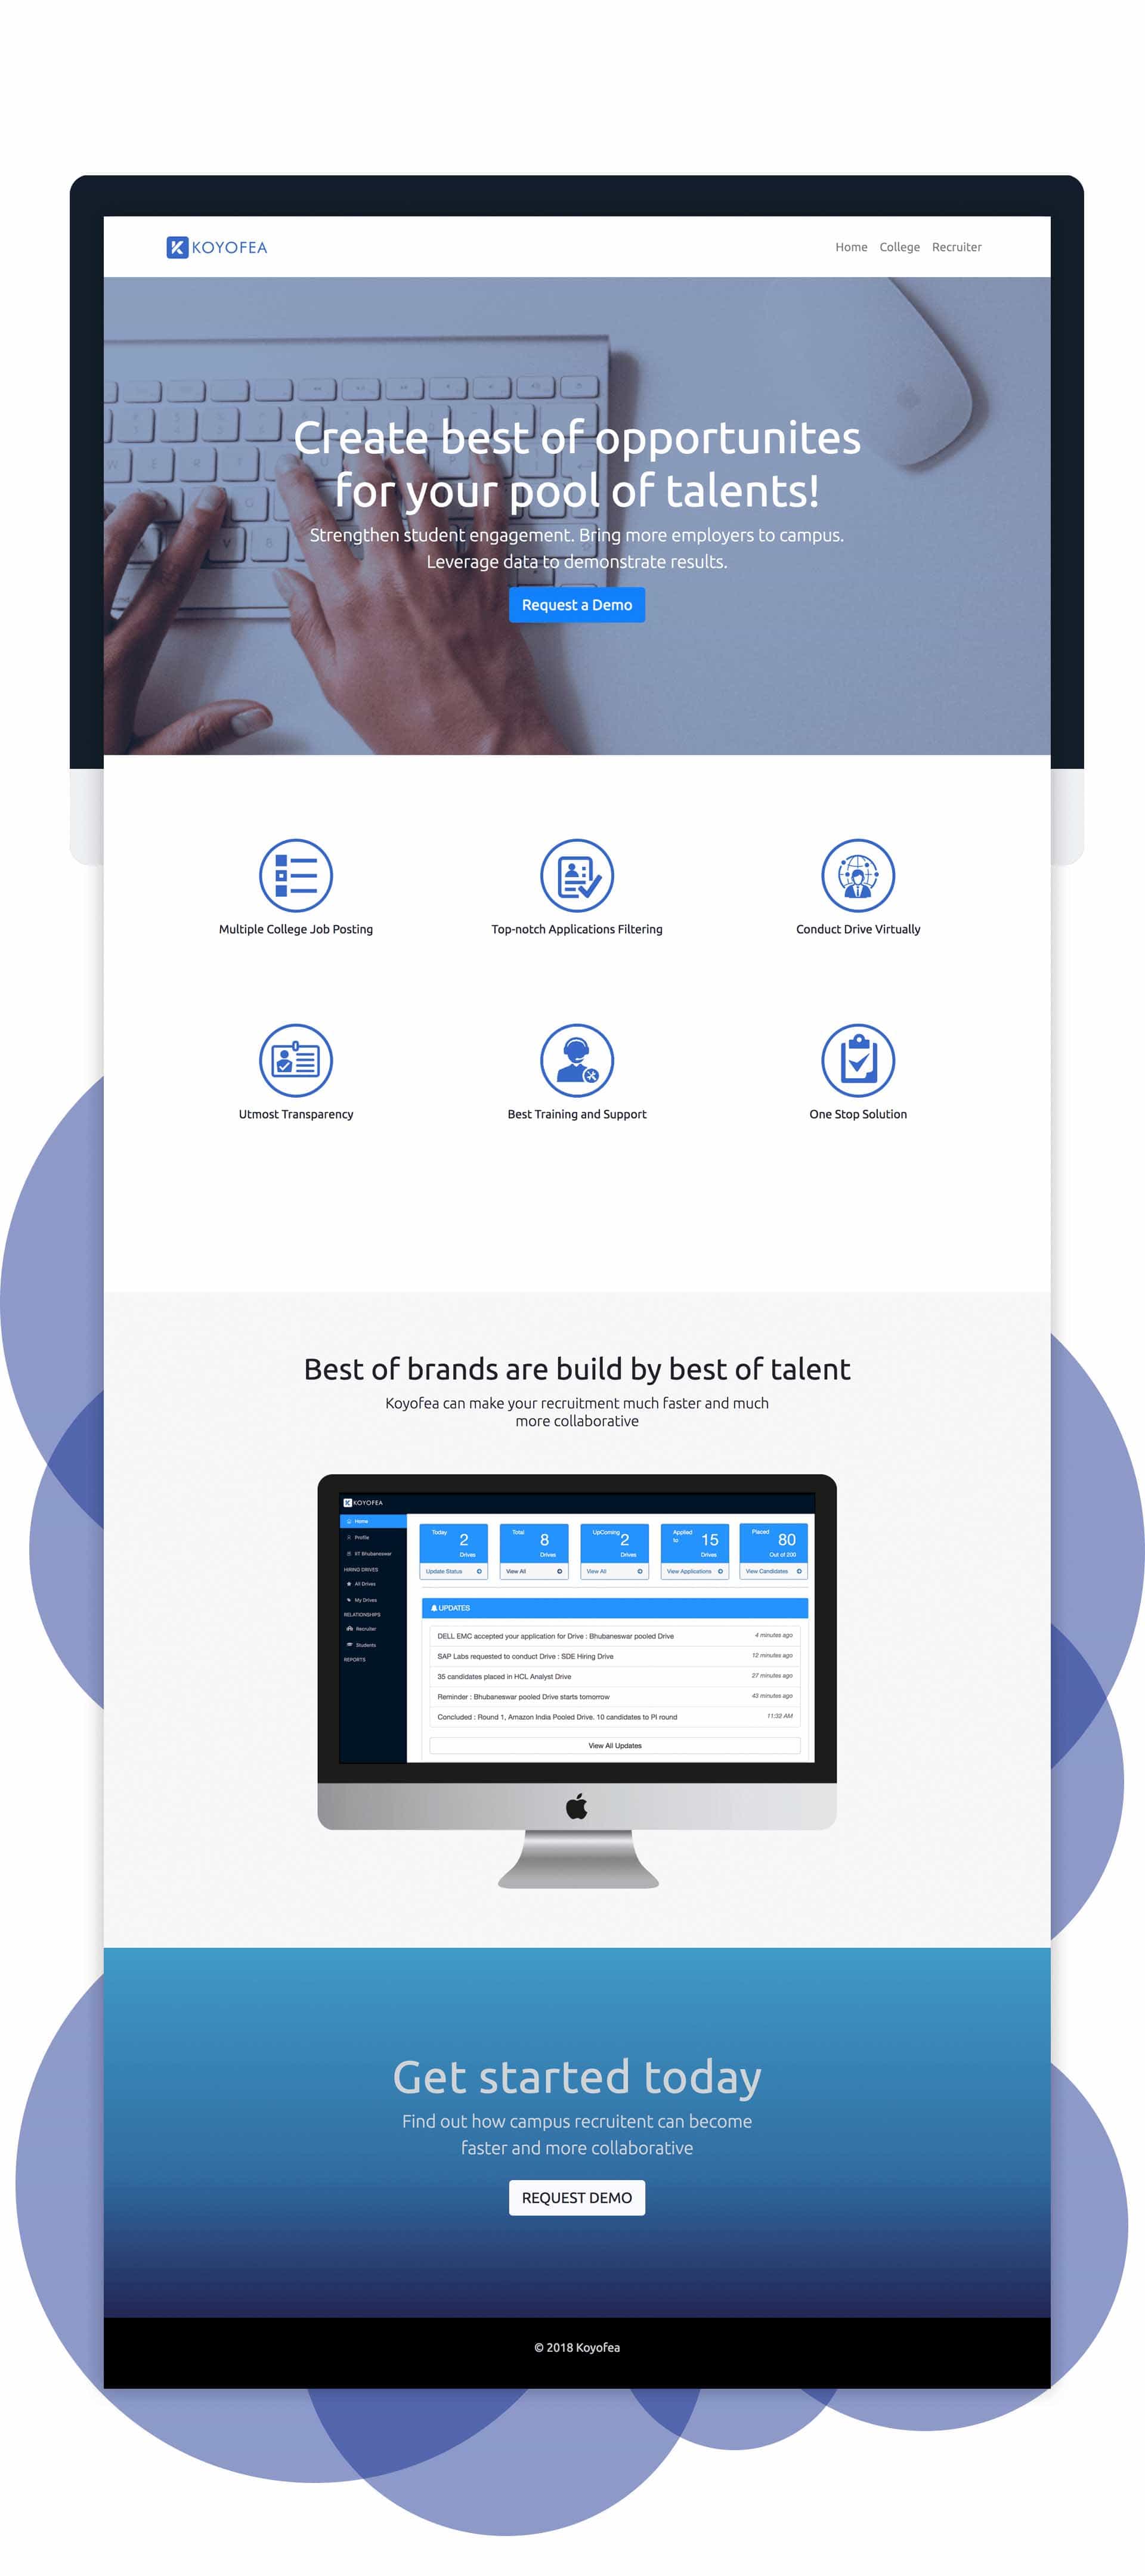 KOYOFEA
Home College Recruiter
Create best of opportunites
for your pool of talents!
Strengthen student engagement. Bring more employers to campus.
Leverage data to demonstrate results.
Request a Demo
Multiple College Job Posting
Top-notch Applications Filtering
Conduct Drive Virtually
Utmost Transparency
Best Training and Support
One Stop Solution
Best of brands are build by best of talent
Koyofea can make your recruitment much faster and much
more collaborative
KOYOFEA
Home
Profile
IIT Bhubaneswar
HIRING DRIVES
All Drives
My Drives
RELATIONSHIPS
Recruiter
Students
REPORTS
Today 2 Drives
Update Status
Total 8 Drives
View All
UpComing 2 Drives
View All
Applied to 15 Drives
View Applications
Placed 80 Out of 200
View Candidates
UPDATES
DELL EMC accepted your application for Drive : Bhubaneswar pooled Drive 4 minutes ago
SAP Labs requested to conduct Drive : SDE Hiring Drive 12 minutes ago
35 candidates placed in HCL Analyst Drive 27 minutes ago
Reminder : Bhubaneswar pooled Drive starts tomorrow 43 minutes ago
Concluded : Round 1, Amazon India Pooled Drive. 10 candidates to PI round 11:32 AM
View All Updates
Get started today
Find out how campus recruitent can become
faster and more collaborative
REQUEST DEMO
© 2018 Koyofea